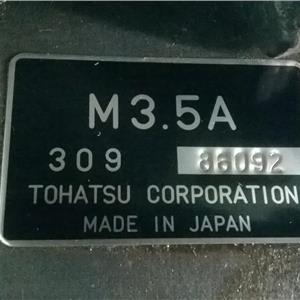 M3.5A
309 86092
TOHATSU CORPORATION
MADE IN JAPAN